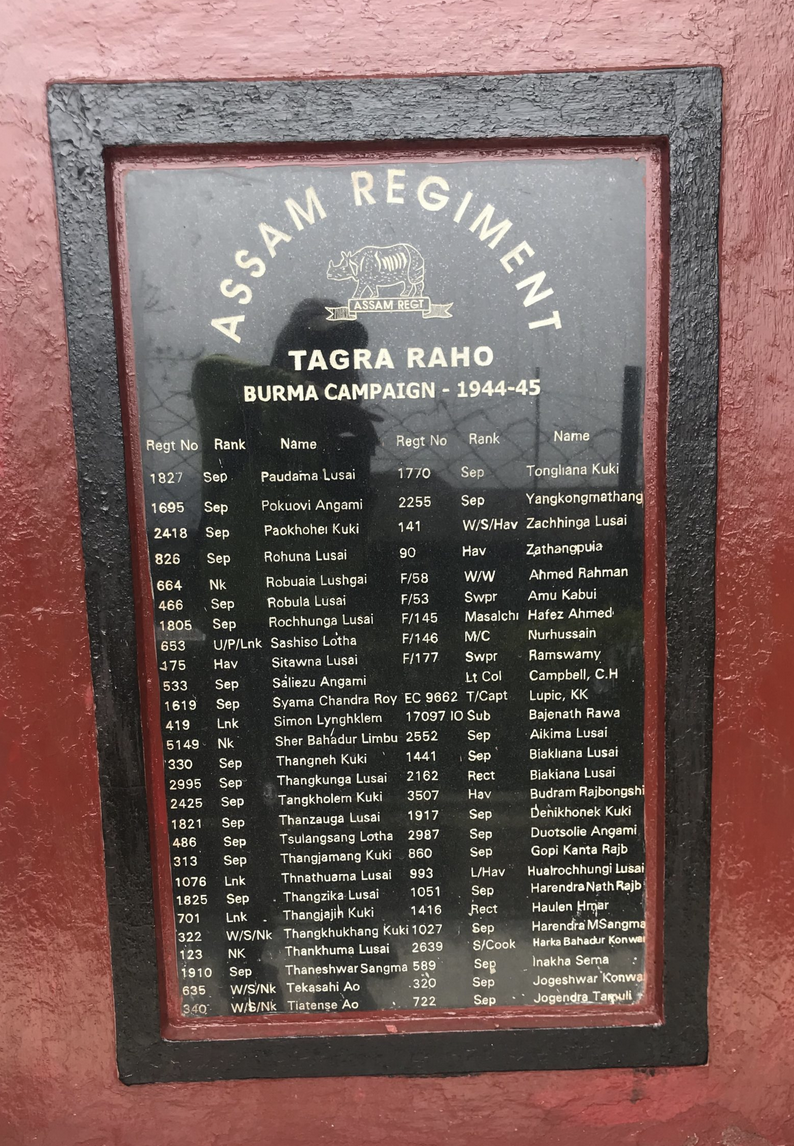 ASSAM REGIMENT
ASSAM REGT
TAGRA RAHO
BURMA CAMPAIGN - 1944-45
Regt No Rank Name Regt No Rank Name
1827 Sep Paudama Lusai 1770 Sep Tongliana Kuki
1695 Sep Pokuovi Angami 2255 Sep Yangkongmathang
2418 Sep Paokhohei Kuki 141 W/S/Hav Zachhinga Lusai
826 Sep Rohuna Lusai 90 Hav Zathangpuia
664 Nk Robuaia Lushgai F/58 W/W Ahmed Rahman
466 Sep Robula Lusai F/53 Swpr Amu Kabui
1805 Sep Rochhunga Lusai F/145 Masalchi Hafez Ahmed
653 U/P/Lnk Sashiso Lotha F/146 M/C Nurhussain
175 Hav Sitawna Lusai F/177 Swpr Ramswamy
533 Sep Saliezu Angami Lt Col Campbell, C.H
1619 Sep Syama Chandra Roy EC 9662 T/Capt Lupic, KK
419 Lnk Simon Lynghklem 17097 IO Sub Bajenath Rawa
5149 Nk Sher Bahadur Limbu 2552 Sep Aikima Lusai
330 Sep Thangneh Kuki 1441 Sep Biakliana Lusai
2995 Sep Thangkunga Lusai 2162 Rect Biakiana Lusai
2425 Sep Tangkholem Kuki 3507 Hav Budram Rajbongshi
1821 Sep Thanzauga Lusai 1917 Sep Dehikhonek Kuki
486 Sep Tsulangsang Lotha 2987 Sep Duotsolie Angami
313 Sep Thangjamang Kuki 860 Sep Gopi Kanta Rajb
1076 Lnk Thnathuama Lusai 993 L/Hav Hualrochhungi Lusai
1825 Sep Thangzika Lusai 1051 Sep Harendra Nath Rajb
701 Lnk Thangjajih Kuki 1416 Rect Haulen Hmar
322 W/S/Nk Thangkhukhang Kuki 1027 Sep Harendra M Sangma
123 NK Thankhuma Lusai 2639 S/Cook Harka Bahadur Konwar
1910 Sep Thaneshwar Sangma 589 Sep Inakha Sema
635 W/S/Nk Tekasahi Ao 320 Sep Jogeshwar Konwa
340 W/S/Nk Tiatense Ao 722 Sep Jogendra Tamuli